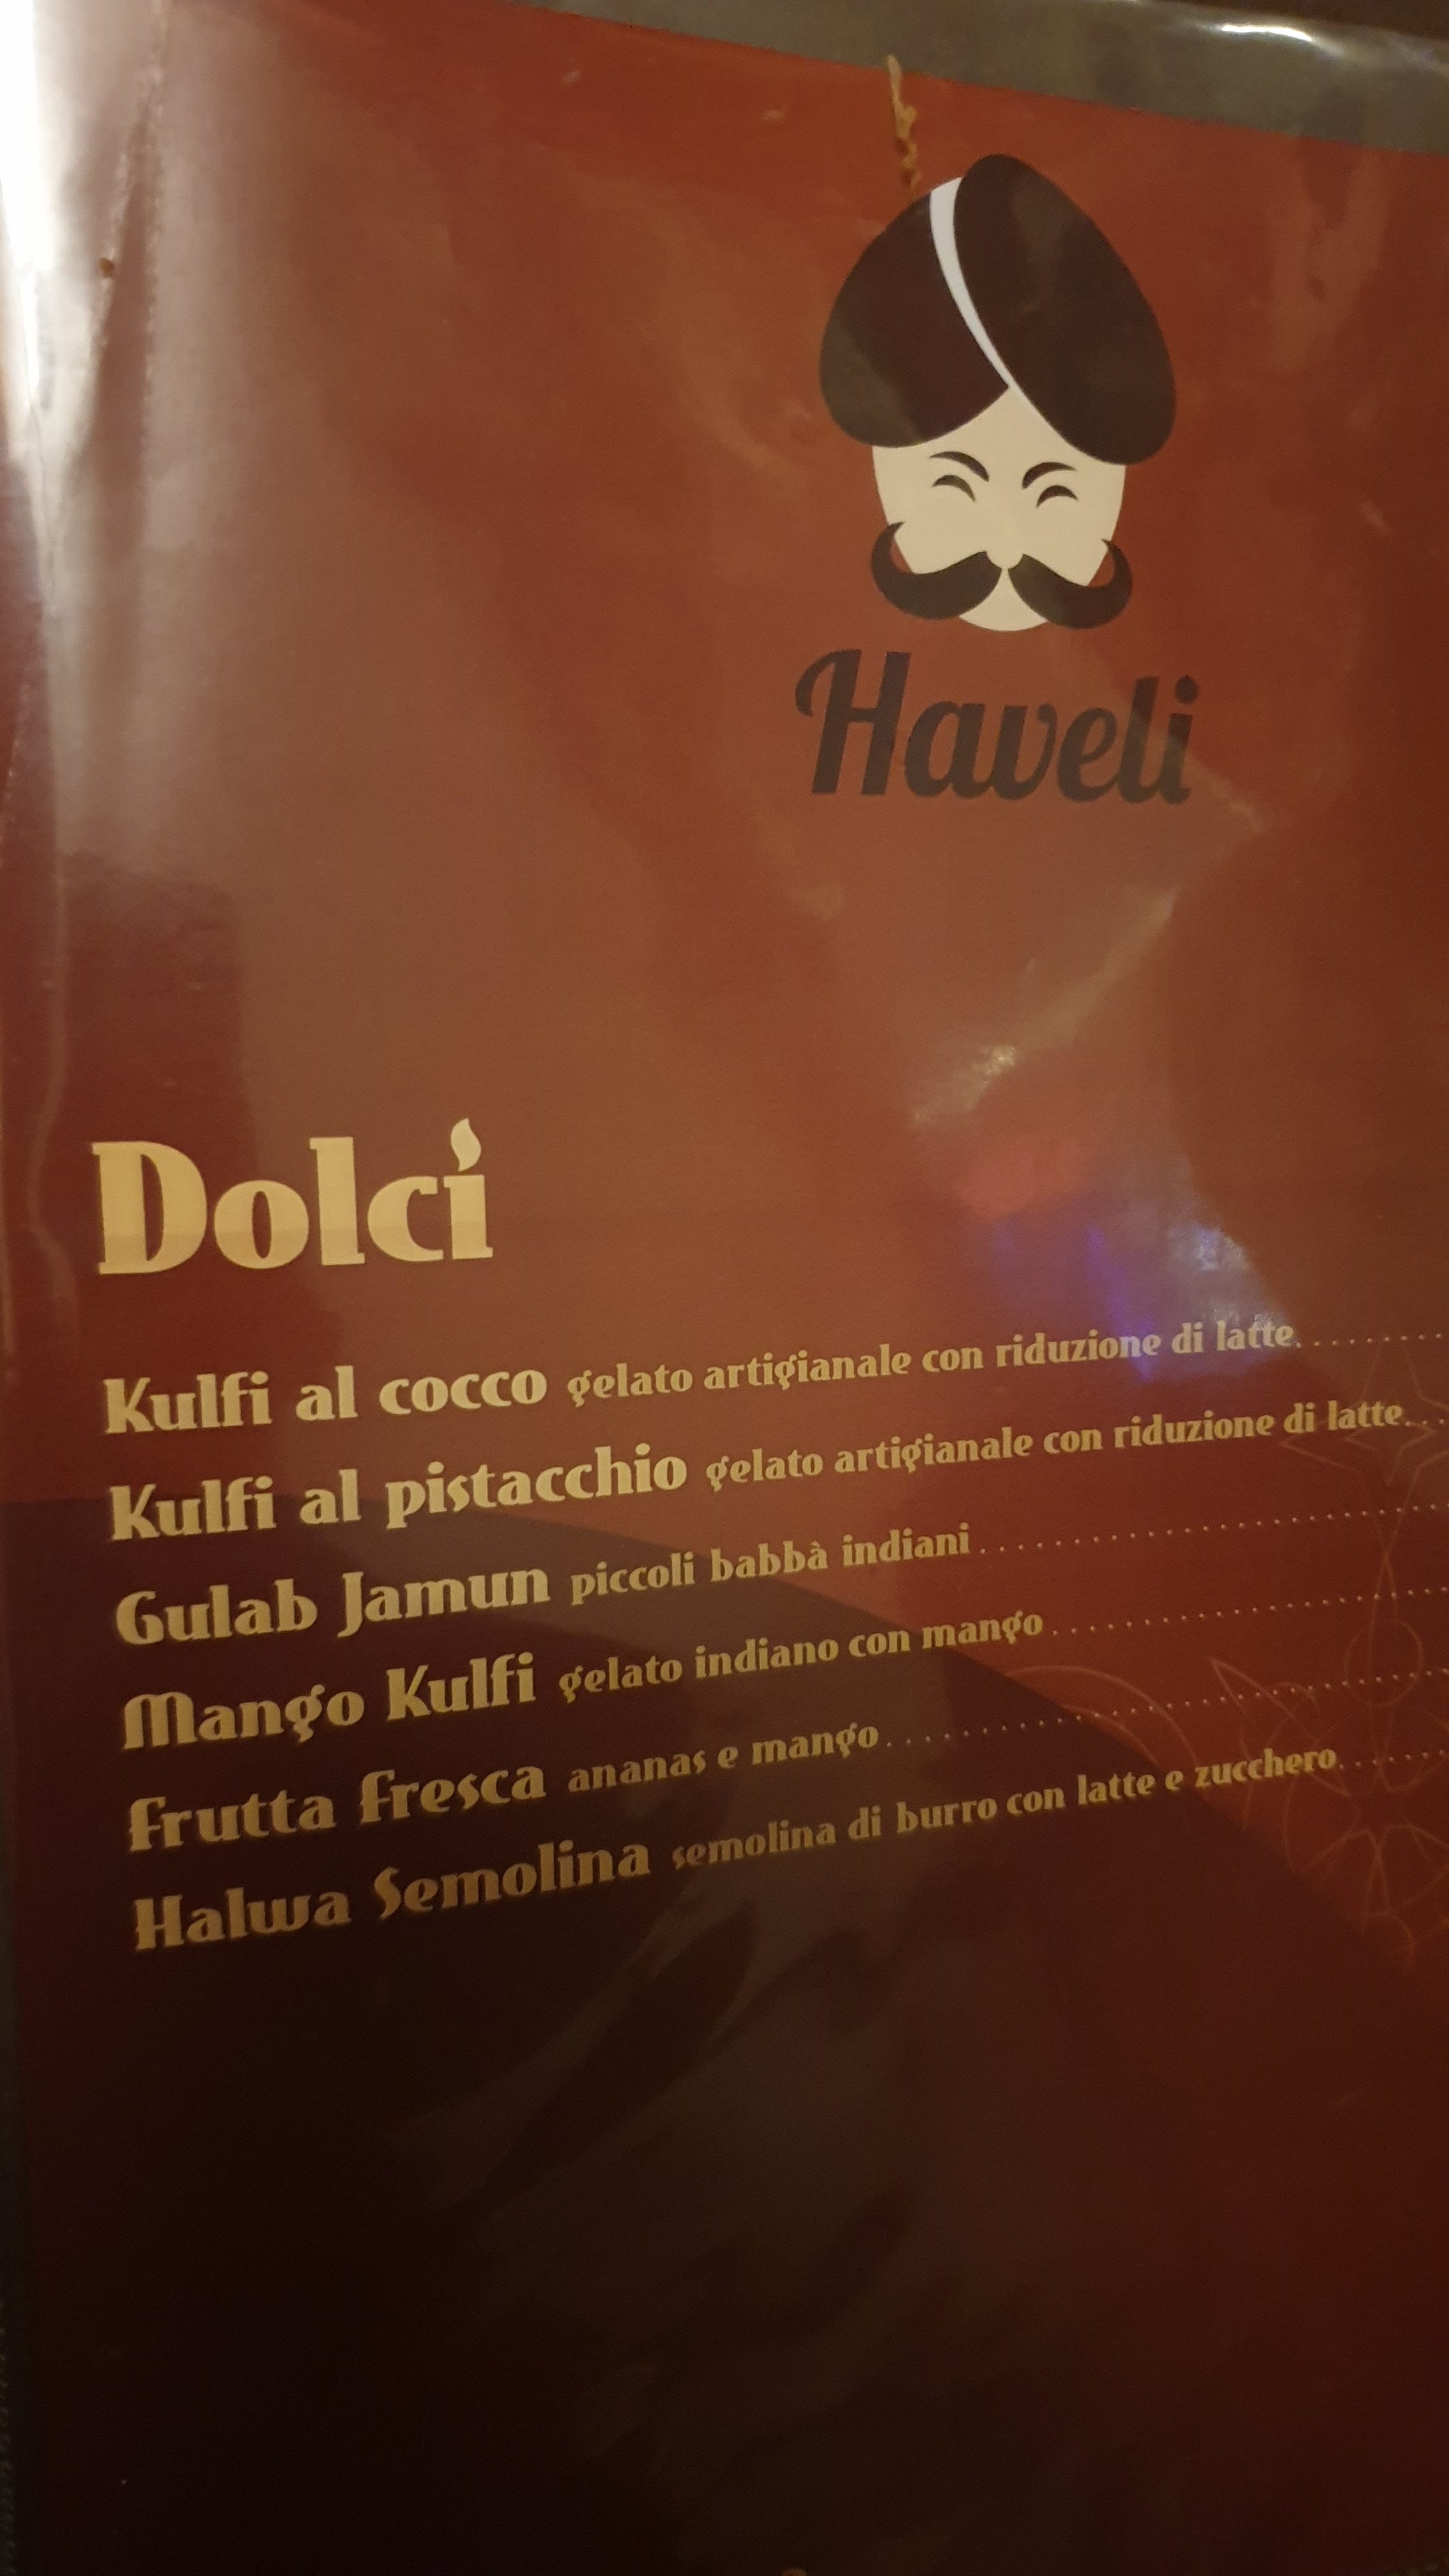 Haveli
Dolci
Kulfi al cocco gelato artigianale con riduzione di latte........
Kulfi al pistacchio gelato artigianale con riduzione di latte...
Gulab Jamun piccoli babbà indiani..............................
Mango Kulfi gelato indiano con mango..........................
Frutta fresca ananas e mango..................................
Halwa Semolina semolina di burro con latte e zucchero.......